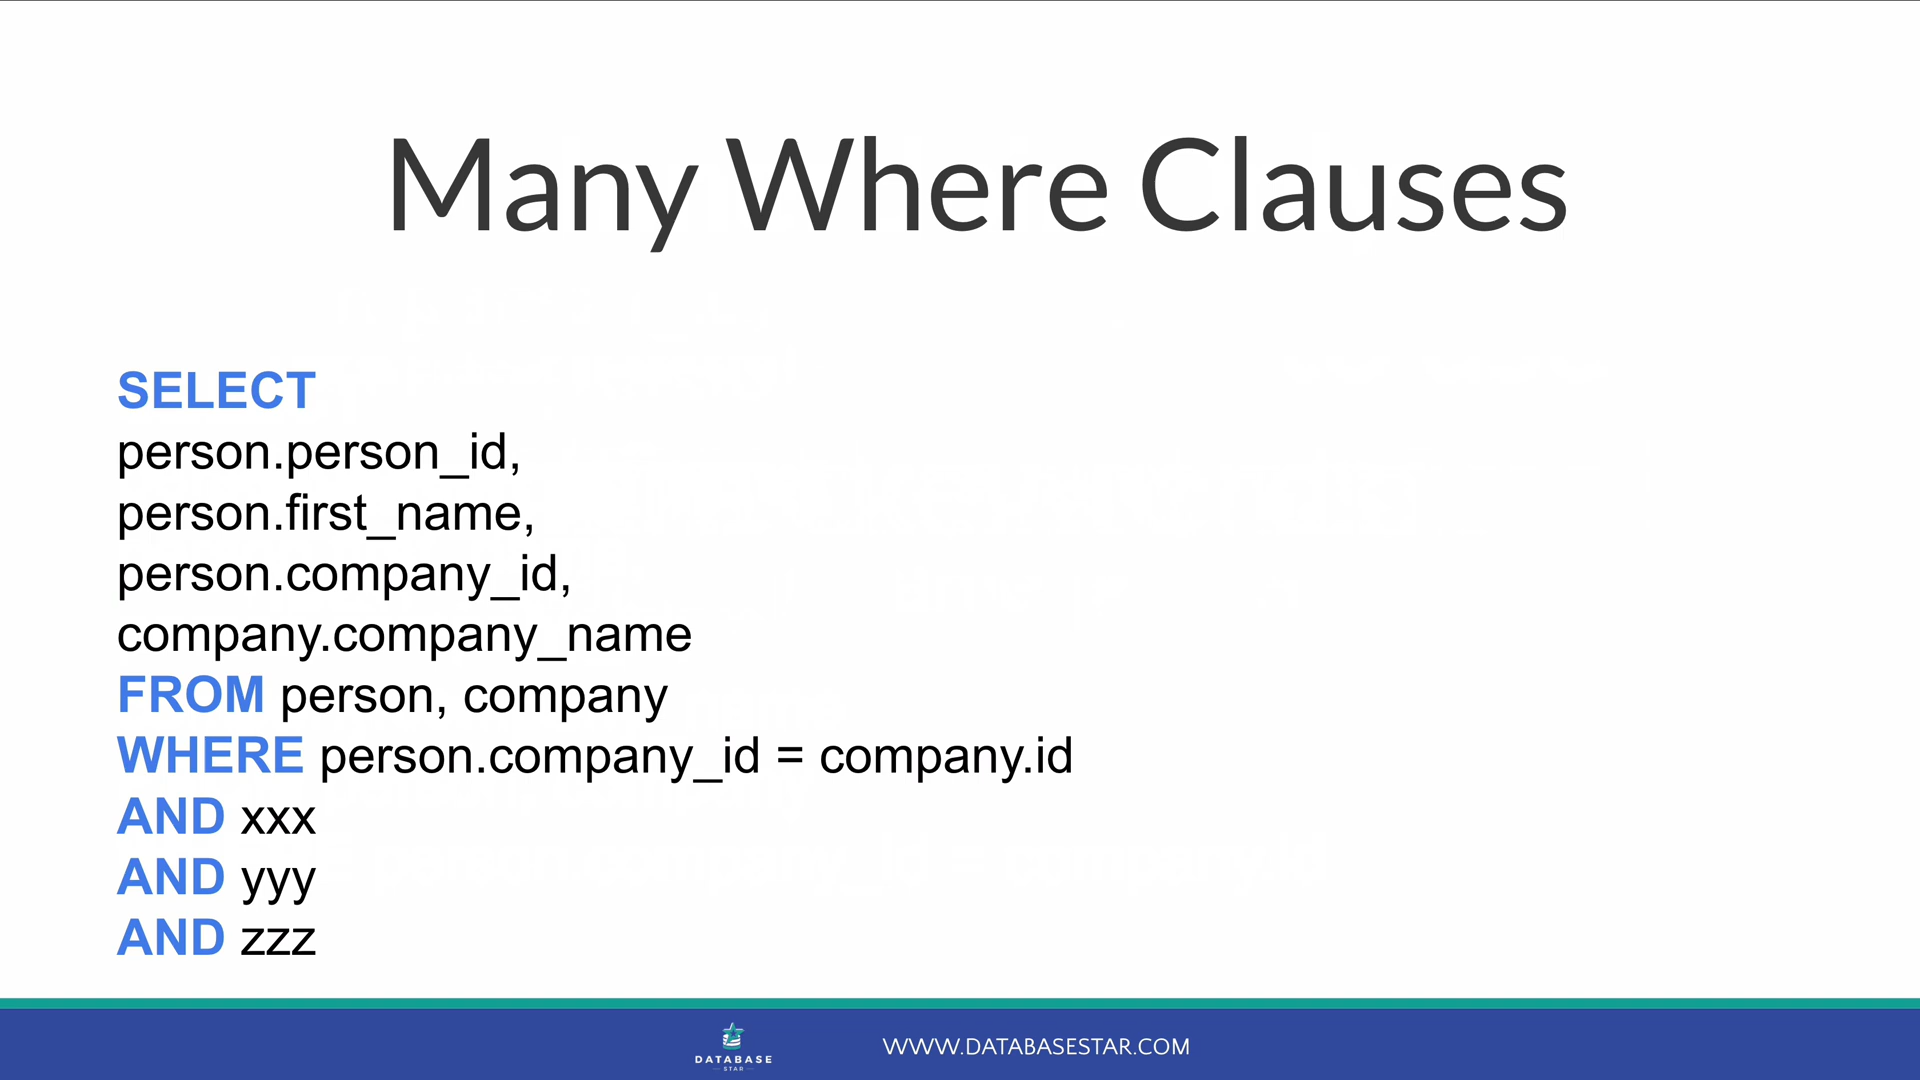 Many Where Clauses
SELECT
person.person_id,
person.first_name,
person.company_id,
company.company_name
FROM person, company
WHERE person.company_id = company.id
AND xxx
AND yyy
AND zzz
DATABASE
STAR
WWW.DATABASESTAR.COM